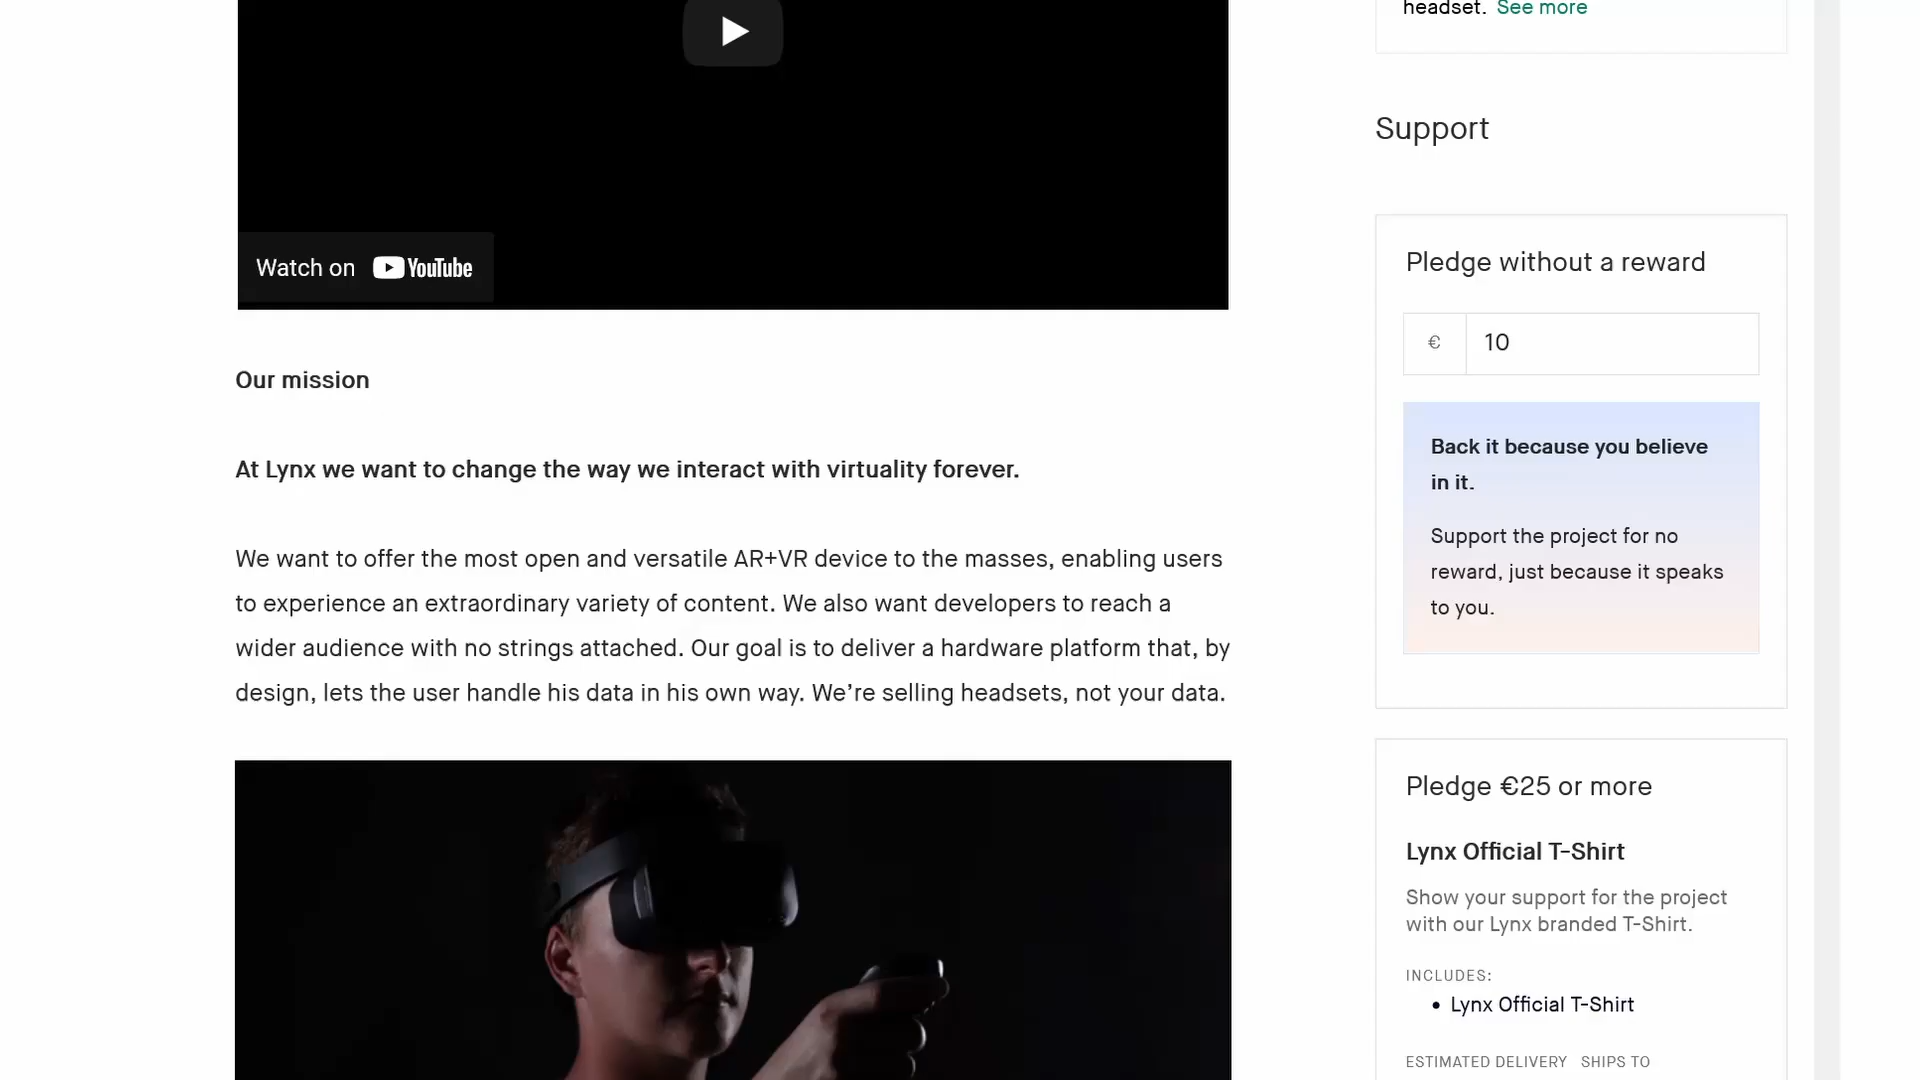 headset. See more
Support
Watch on YouTube
Pledge without a reward
€ 10
Our mission
Back it because you believe
in it.
At Lynx we want to change the way we interact with virtuality forever.
Support the project for no
reward, just because it speaks
to you.
We want to offer the most open and versatile AR+VR device to the masses, enabling users
to experience an extraordinary variety of content. We also want developers to reach a
wider audience with no strings attached. Our goal is to deliver a hardware platform that, by
design, lets the user handle his data in his own way. We’re selling headsets, not your data.
Pledge €25 or more
Lynx Official T-Shirt
Show your support for the project
with our Lynx branded T-Shirt.
INCLUDES:
• Lynx Official T-Shirt
ESTIMATED DELIVERY SHIPS TO